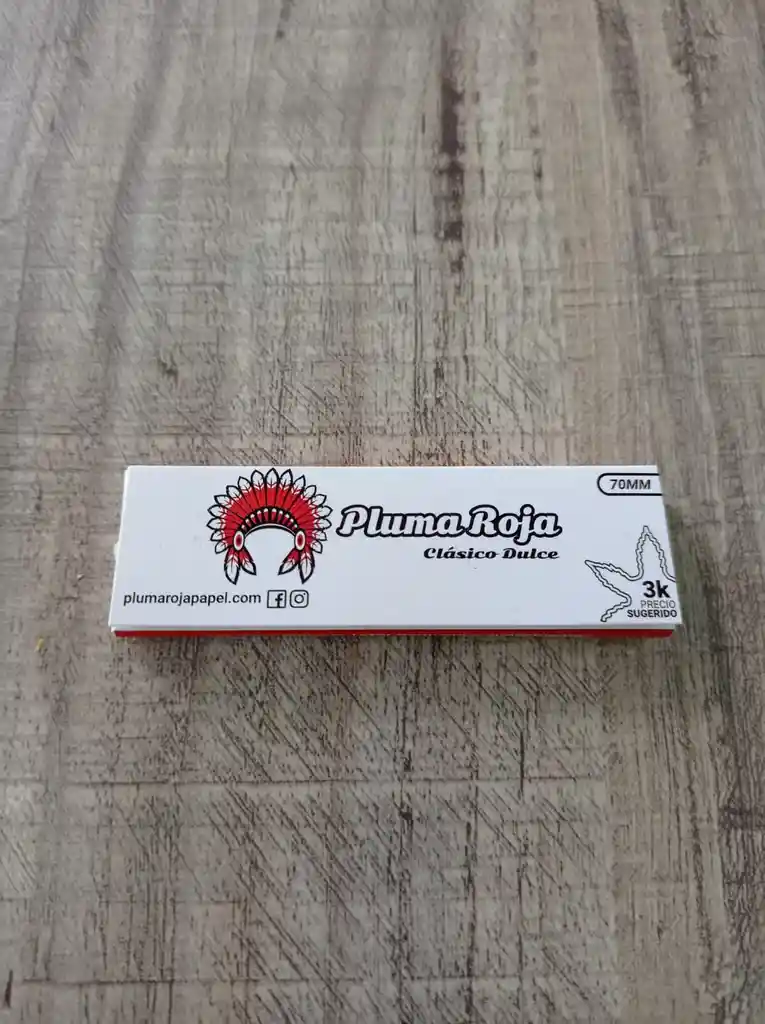 70MM
Pluma Roja
Clásico Dulce
plumarojapapel.com
3k
PRECIO
SUGERIDO